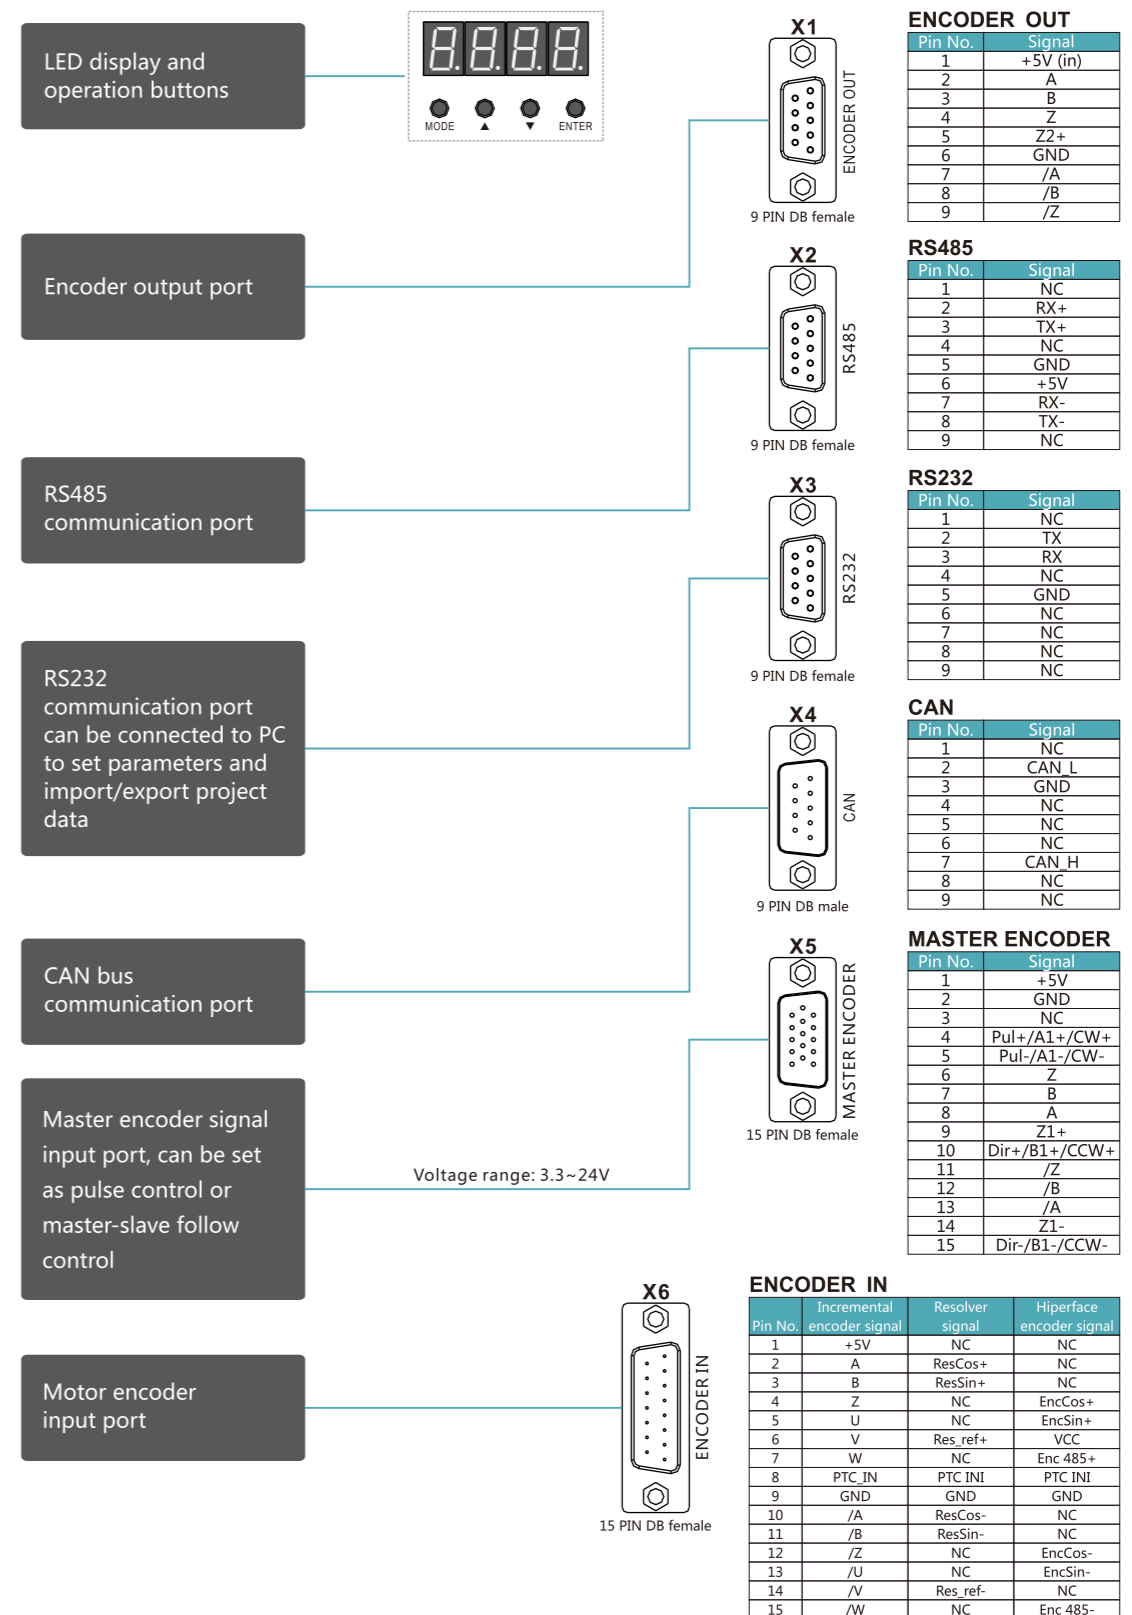 LED display and
operation buttons
8.8.8.8.
MODE ▲ ▼ ENTER
X1
ENCODER OUT
9 PIN DB female
ENCODER OUT
Pin No. Signal
1 +5V (in)
2 A
3 B
4 Z
5 Z2+
6 GND
7 /A
8 /B
9 /Z
Encoder output port
X2
RS485
9 PIN DB female
RS485
Pin No. Signal
1 NC
2 RX+
3 TX+
4 NC
5 GND
6 +5V
7 RX-
8 TX-
9 NC
RS485
communication port
X3
RS232
9 PIN DB female
RS232
Pin No. Signal
1 NC
2 TX
3 RX
4 NC
5 GND
6 NC
7 NC
8 NC
9 NC
RS232
communication port
can be connected to PC
to set parameters and
import/export project
data
X4
CAN
9 PIN DB male
CAN
Pin No. Signal
1 NC
2 CAN_L
3 GND
4 NC
5 NC
6 NC
7 CAN_H
8 NC
9 NC
CAN bus
communication port
X5
MASTER ENCODER
15 PIN DB female
MASTER ENCODER
Pin No. Signal
1 +5V
2 GND
3 NC
4 Pul+/A1+/CW+
5 Pul-/A1-/CW-
6 Z
7 B
8 A
9 Z1+
10 Dir+/B1+/CCW+
11 /Z
12 /B
13 /A
14 Z1-
15 Dir-/B1-/CCW-
Master encoder signal
input port, can be set
as pulse control or
master-slave follow
control
Voltage range: 3.3~24V
Motor encoder
input port
X6
ENCODER IN
15 PIN DB female
ENCODER IN
Pin No. Incremental encoder signal Resolver signal Hiperface encoder signal
1 +5V NC NC
2 A ResCos+ NC
3 B ResSin+ NC
4 Z NC EncCos+
5 U NC EncSin+
6 V Res_ref+ VCC
7 W NC Enc 485+
8 PTC_IN PTC INI PTC INI
9 GND GND GND
10 /A ResCos- NC
11 /B ResSin- NC
12 /Z NC EncCos-
13 /U NC EncSin-
14 /V Res_ref- NC
15 /W NC Enc 485-